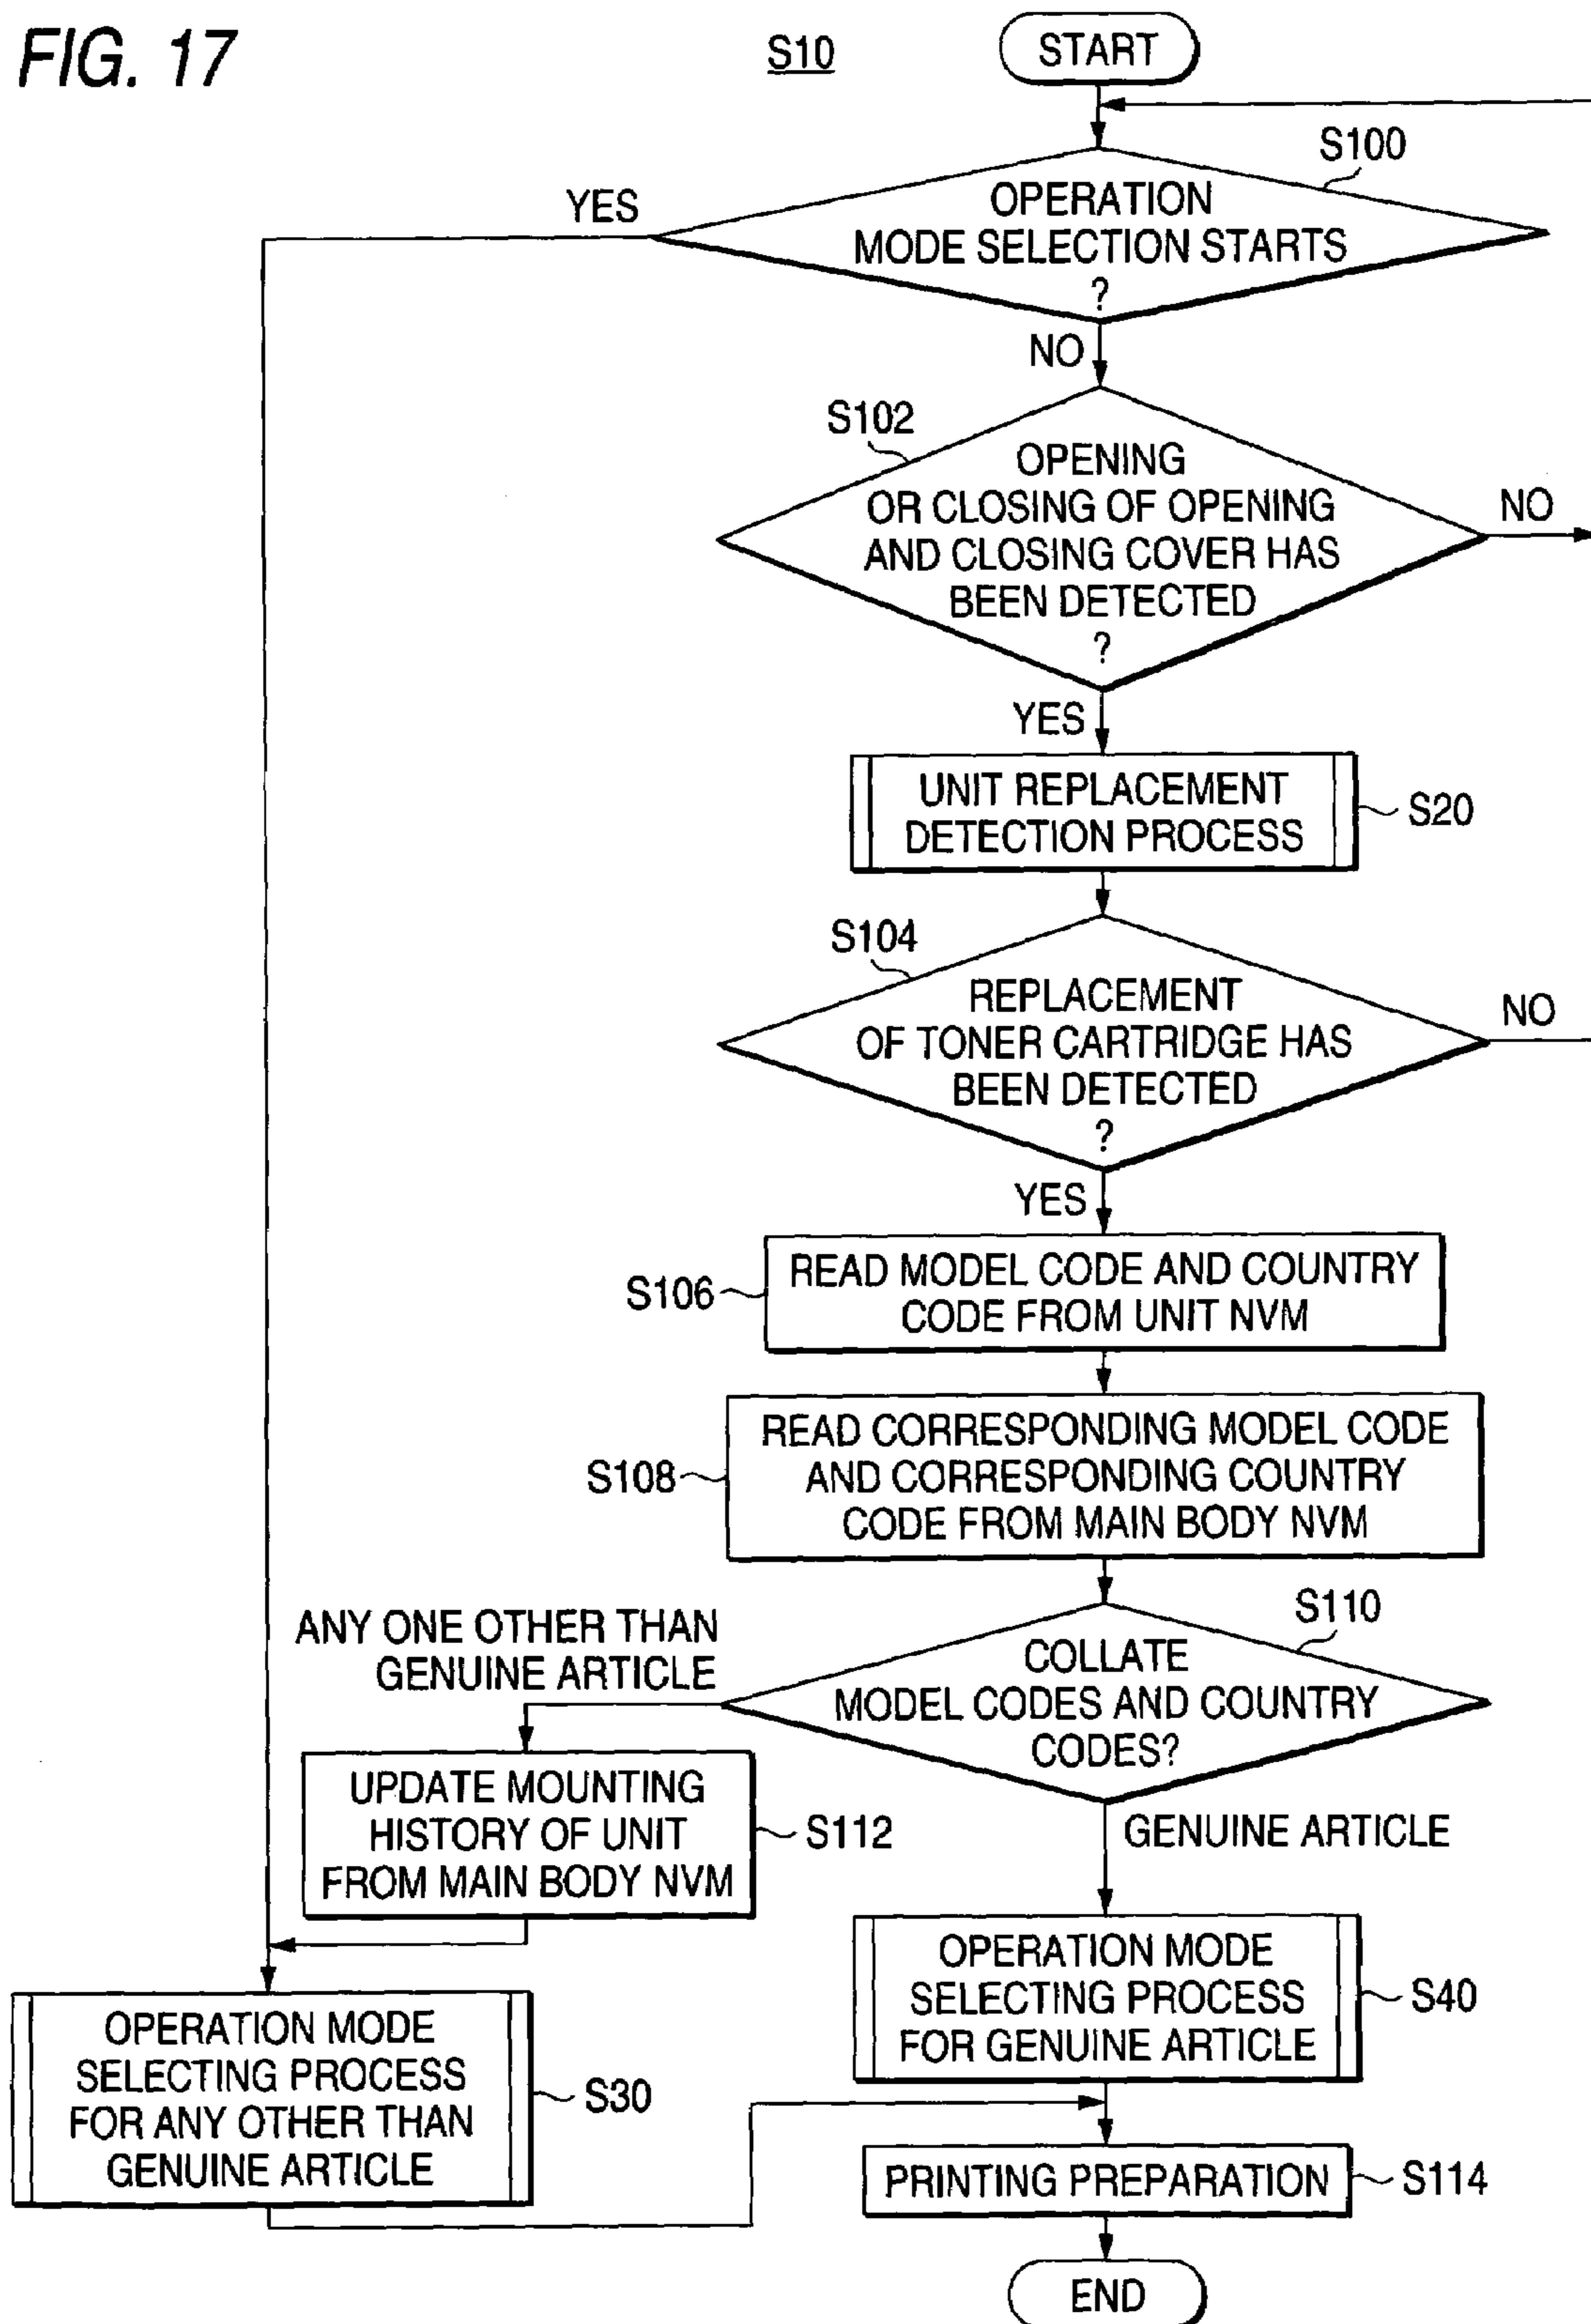 FIG. 17
S10
START
S100
OPERATION
MODE SELECTION STARTS
?
YES
NO
S102
OPENING
OR CLOSING OF OPENING
AND CLOSING COVER HAS
BEEN DETECTED
?
NO
YES
UNIT REPLACEMENT
DETECTION PROCESS
S20
S104
REPLACEMENT
OF TONER CARTRIDGE HAS
BEEN DETECTED
?
NO
YES
S106
READ MODEL CODE AND COUNTRY
CODE FROM UNIT NVM
S108
READ CORRESPONDING MODEL CODE
AND CORRESPONDING COUNTRY
CODE FROM MAIN BODY NVM
S110
COLLATE
MODEL CODES AND COUNTRY
CODES?
ANY ONE OTHER THAN
GENUINE ARTICLE
UPDATE MOUNTING
HISTORY OF UNIT
FROM MAIN BODY NVM
S112
GENUINE ARTICLE
OPERATION MODE
SELECTING PROCESS
FOR GENUINE ARTICLE
S40
OPERATION MODE
SELECTING PROCESS
FOR ANY OTHER THAN
GENUINE ARTICLE
S30
PRINTING PREPARATION
S114
END